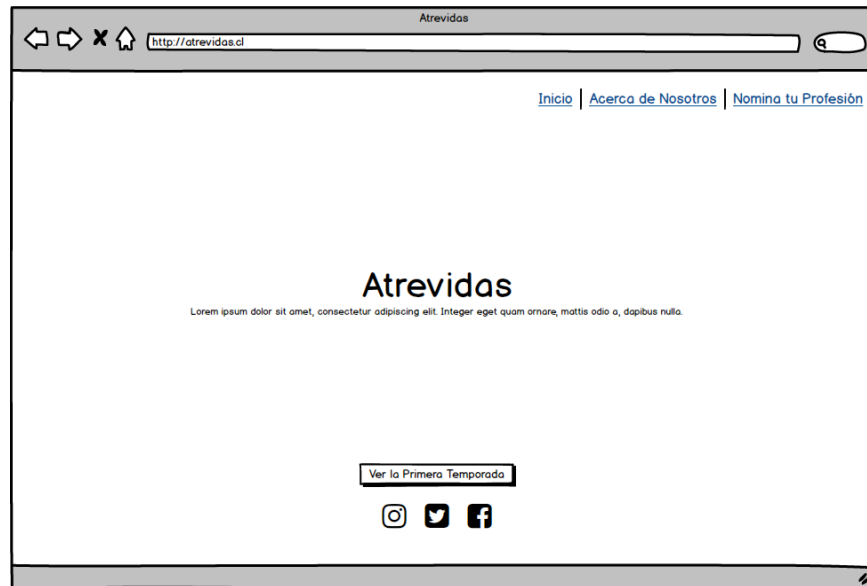 Atrevidas
http://atrevidas.cl
Inicio | Acerca de Nosotros | Nomina tu Profesión
Atrevidas
Lorem ipsum dolor sit amet, consectetur adipiscing elit. Integer eget quam ornare, mattis odio a, dapibus nulla.
Ver la Primera Temporada